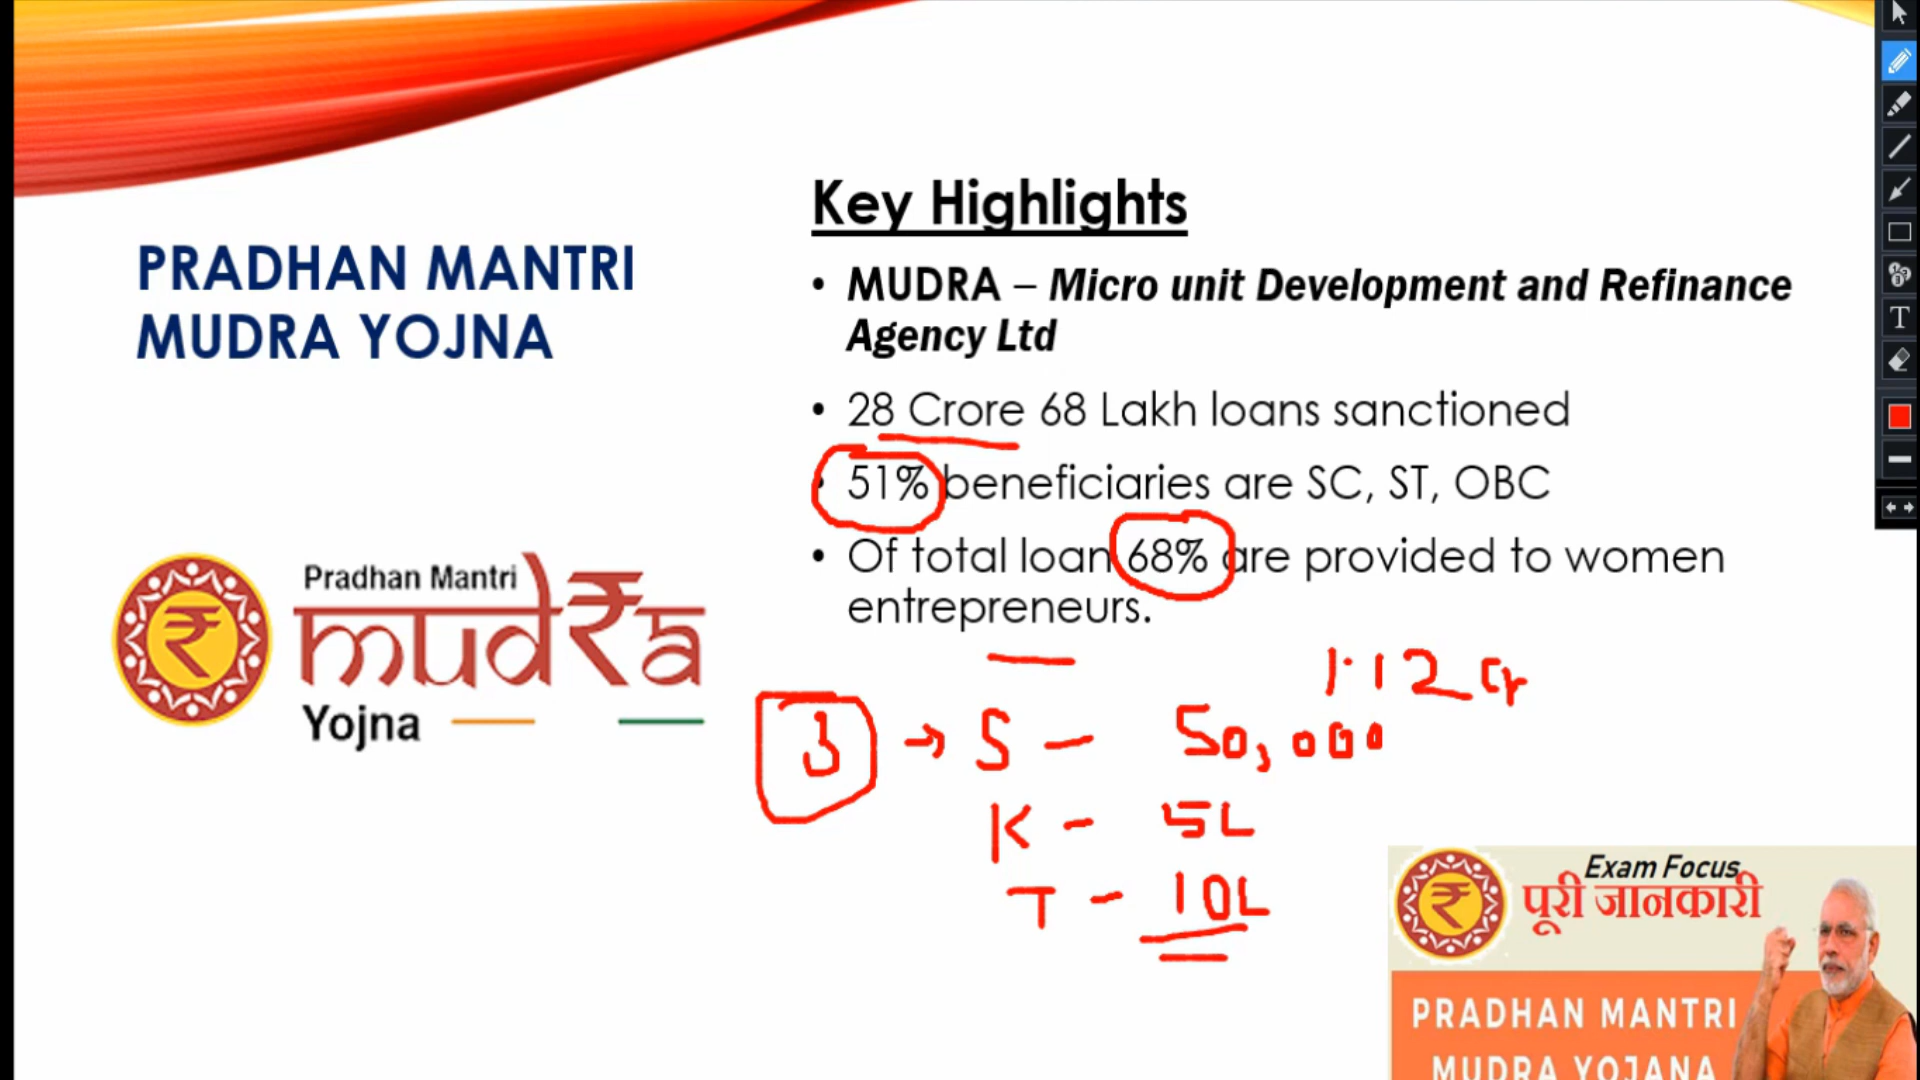 PRADHAN MANTRI
MUDRA YOJNA
Pradhan Mantri
mudra
Yojna
Key Highlights
• MUDRA – Micro unit Development and Refinance
Agency Ltd
• 28 Crore 68 Lakh loans sanctioned
• 51% beneficiaries are SC, ST, OBC
• Of total loan 68% are provided to women
entrepreneurs.
1.12 Cr
3 → S – 50,000
K – 5L
T – 10L
Exam Focus
पूरी जानकारी
PRADHAN MANTRI
MUDRA YOJANA